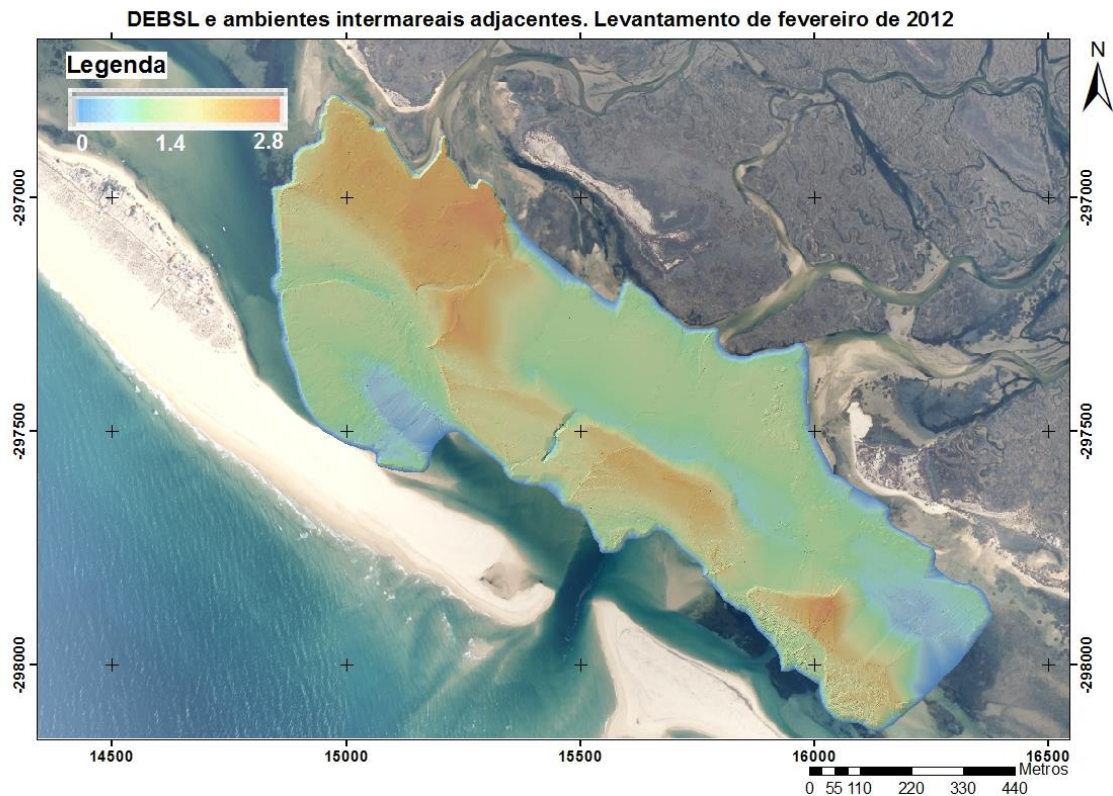 DEBSL e ambientes intermareais adjacentes. Levantamento de fevereiro de 2012
Legenda
0 1.4 2.8
N
-297000 -297000
-297500 -297500
-298000 -298000
14500 15000 15500 16000 16500
Metros
0 55 110 220 330 440